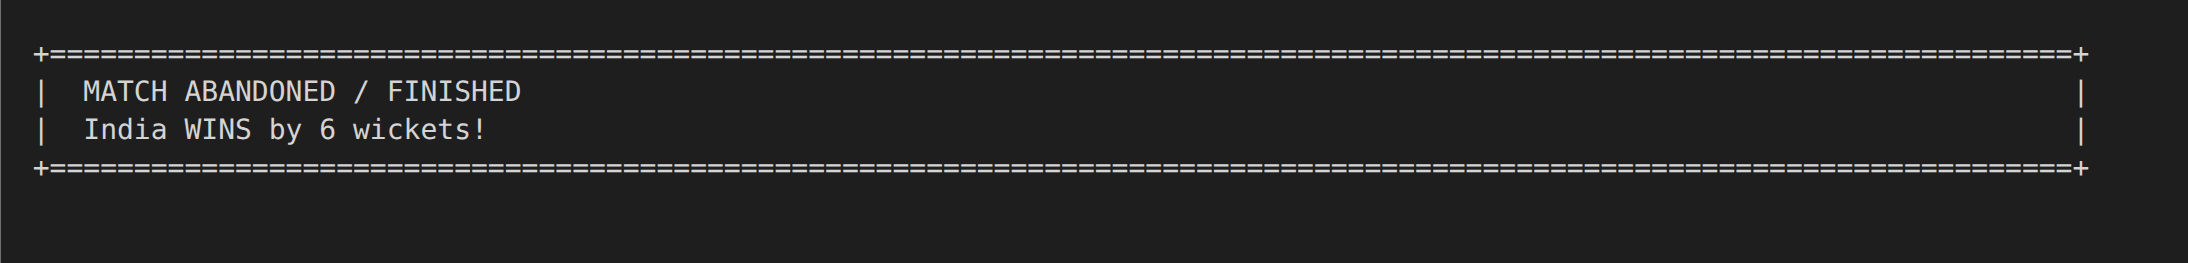 +========================================================================================================================+
|  MATCH ABANDONED / FINISHED                                                                                            |
|  India WINS by 6 wickets!                                                                                              |
+========================================================================================================================+